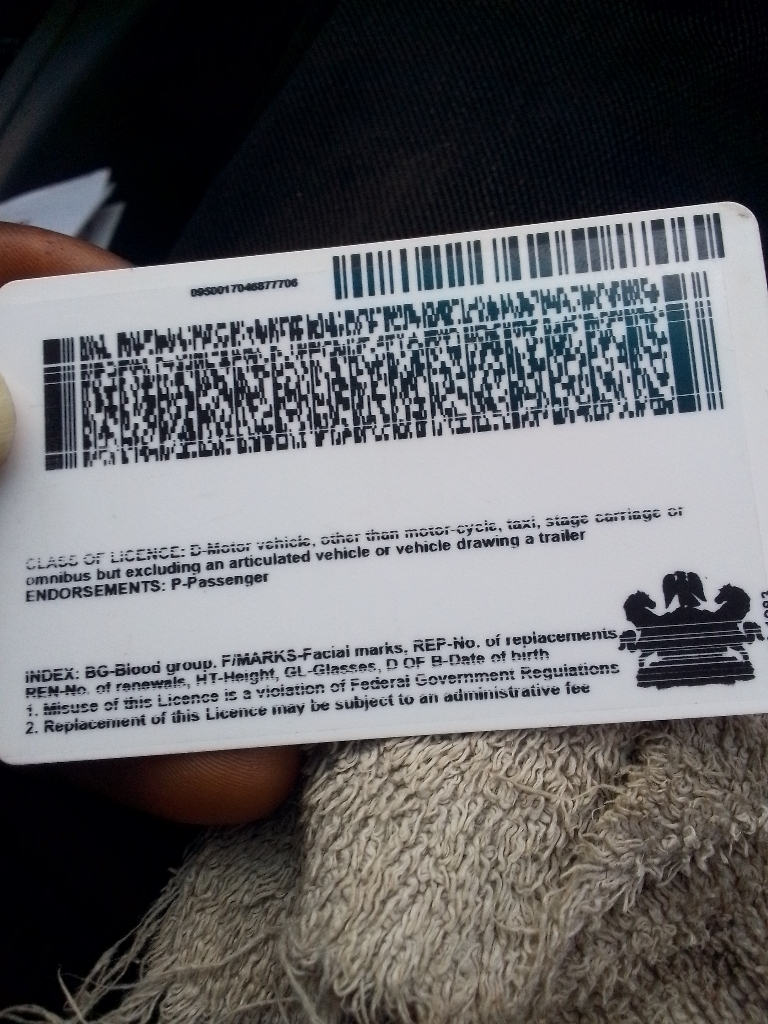 0950017046877706
CLASS OF LICENCE: D-Motor vehicle, other than motor-cycle, taxi, stage carriage or
omnibus but excluding an articulated vehicle or vehicle drawing a trailer
ENDORSEMENTS: P-Passenger
INDEX: BG-Blood group. F/MARKS-Facial marks, REP-No. of replacements
REN-No. of renewals, HT-Height, GL-Glasses, D OF B-Date of birth
1. Misuse of this Licence is a violation of Federal Government Regulations
2. Replacement of this Licence may be subject to an administrative fee